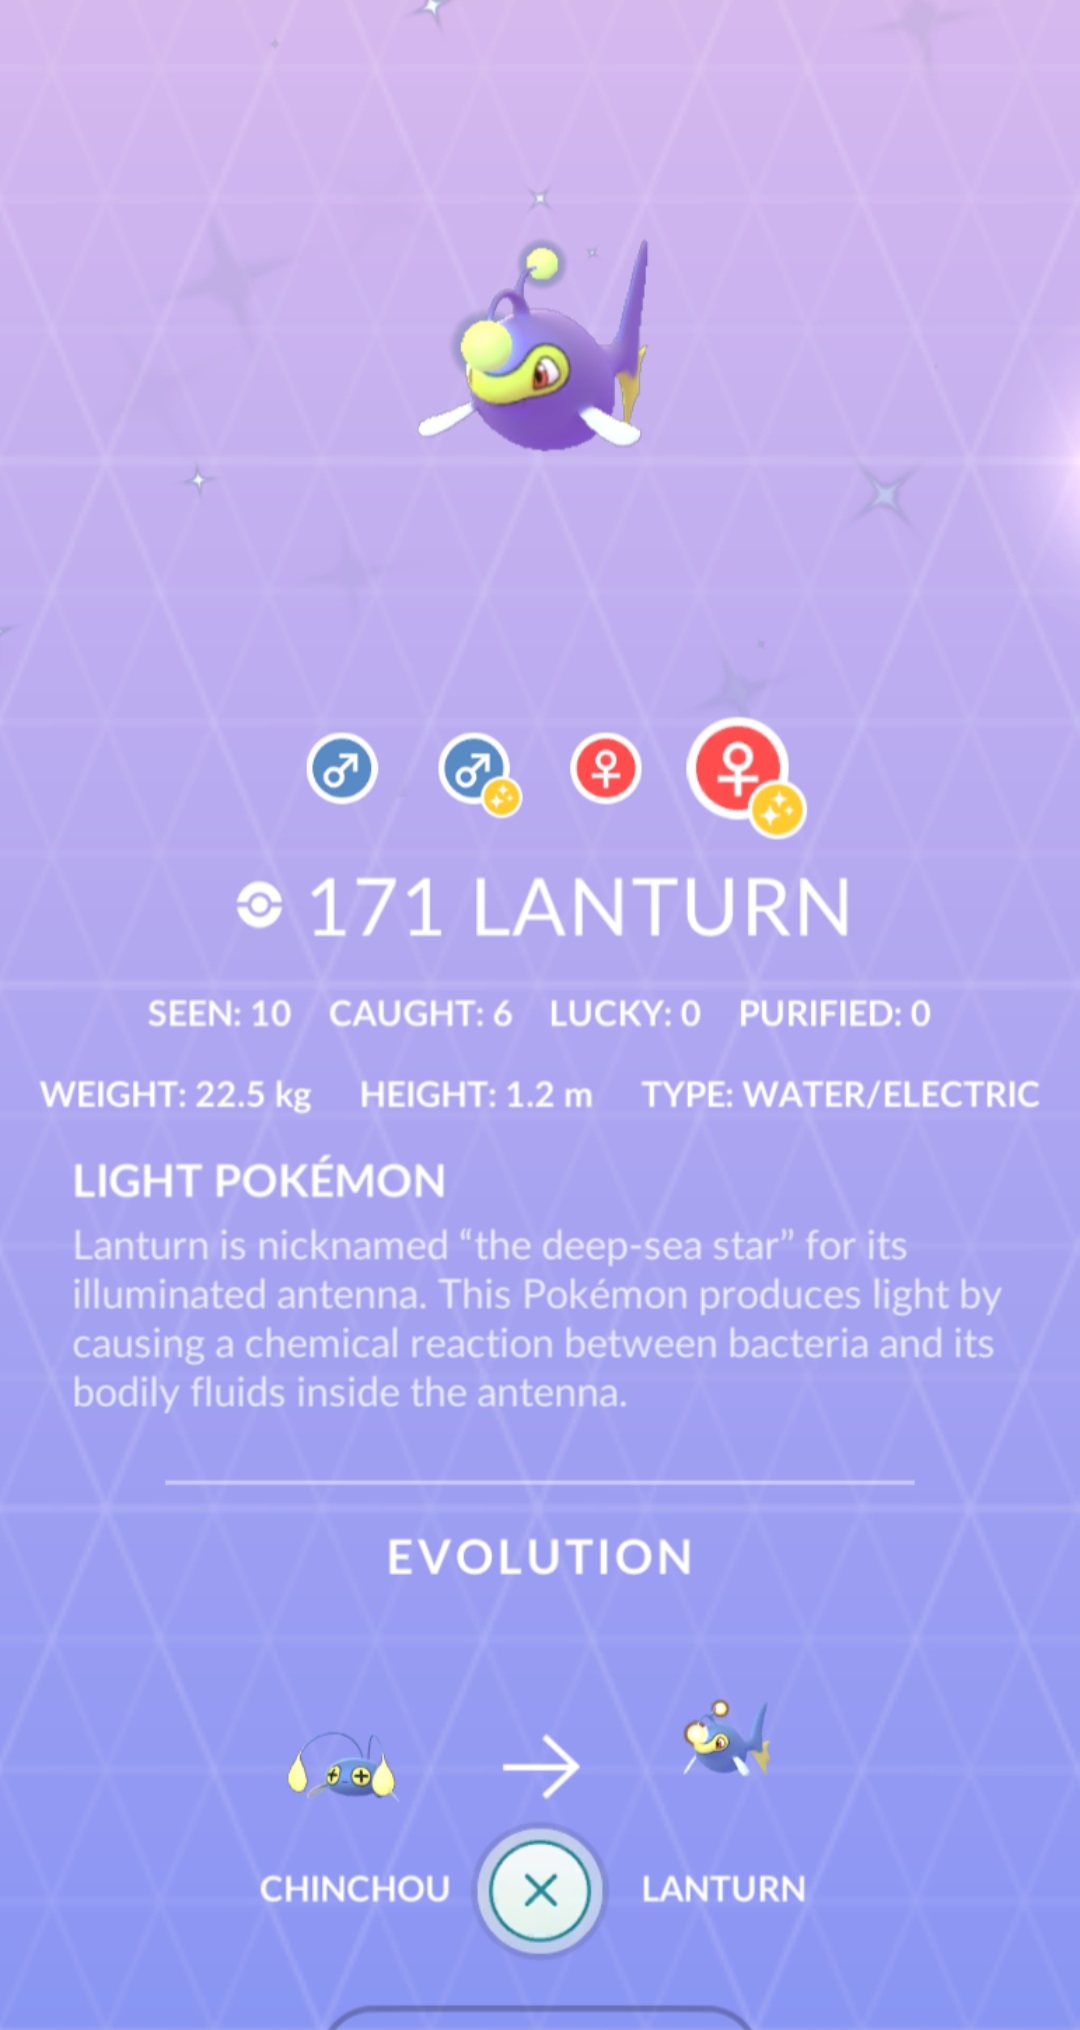 171 LANTURN
SEEN: 10 CAUGHT: 6 LUCKY: 0 PURIFIED: 0
WEIGHT: 22.5 kg HEIGHT: 1.2 m TYPE: WATER/ELECTRIC
LIGHT POKÉMON
Lanturn is nicknamed “the deep-sea star” for its
illuminated antenna. This Pokémon produces light by
causing a chemical reaction between bacteria and its
bodily fluids inside the antenna.
EVOLUTION
CHINCHOU LANTURN